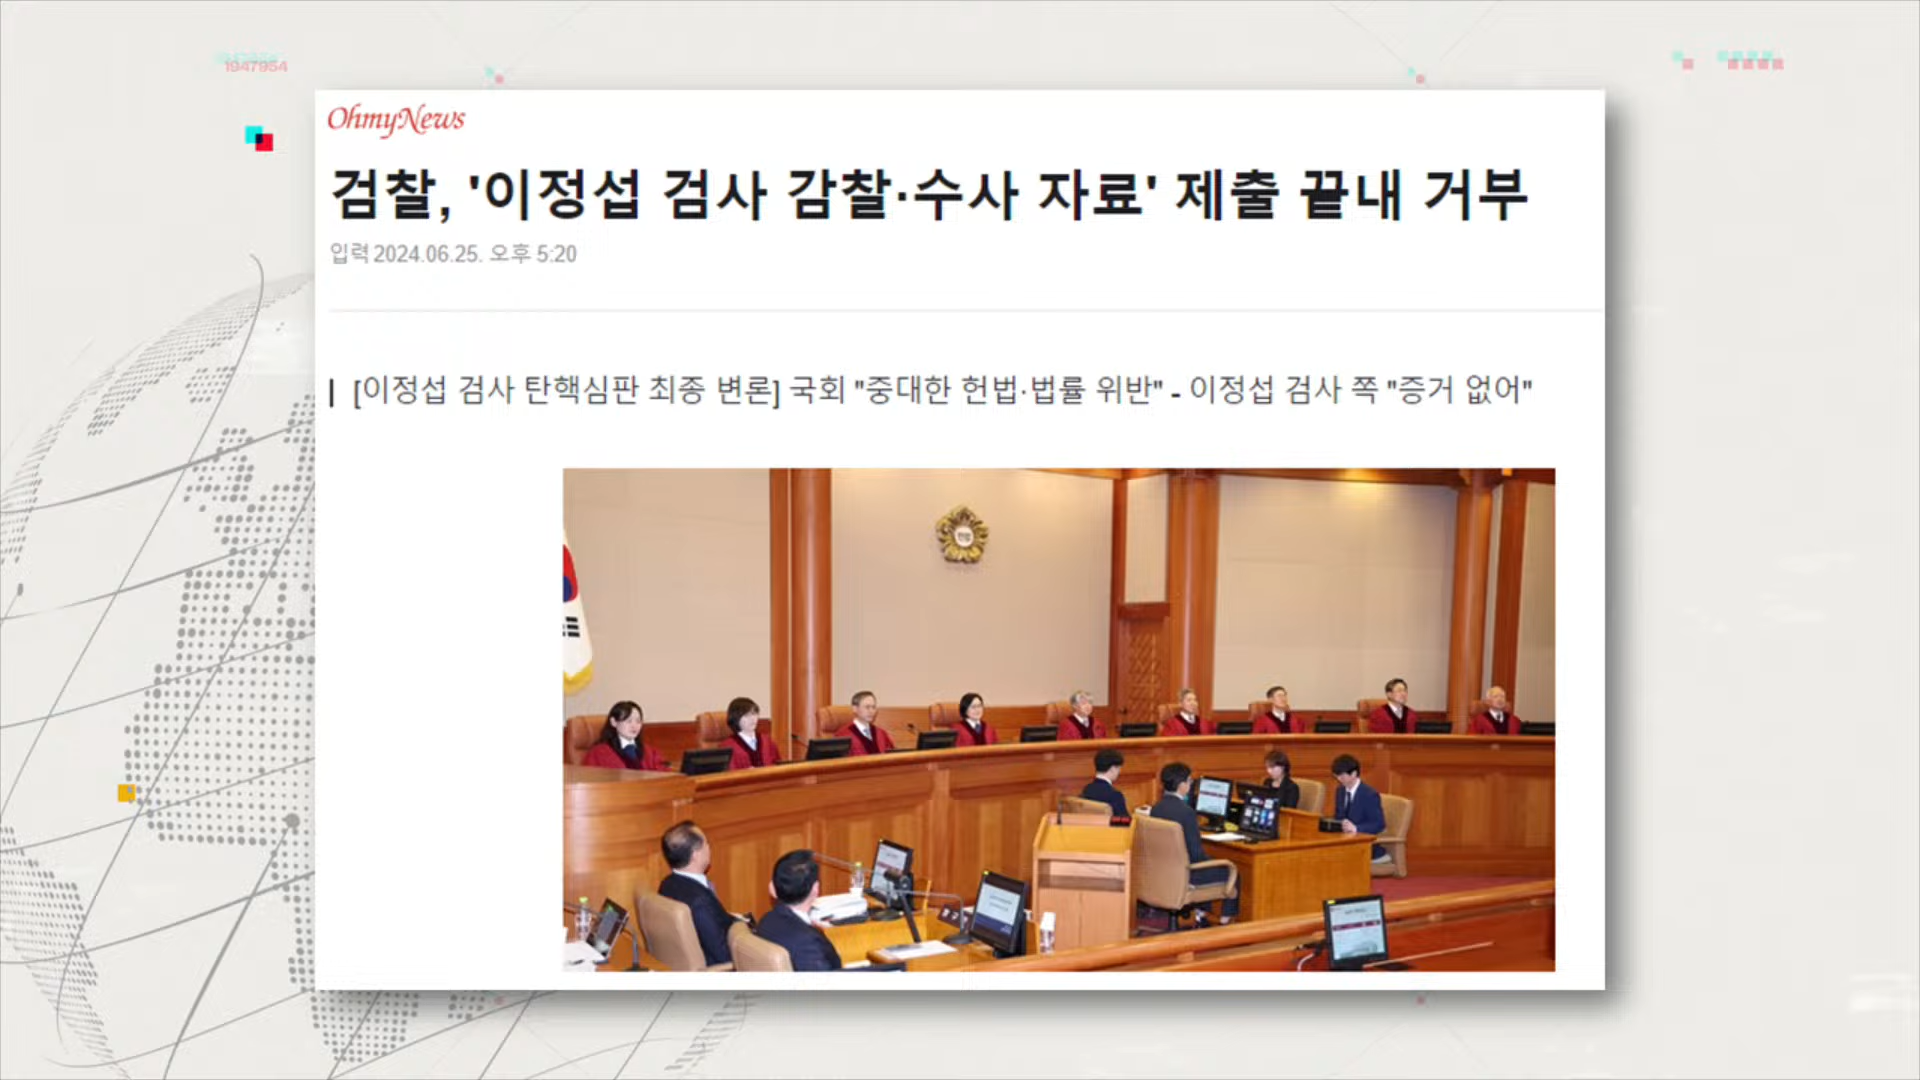 1947954
OhmyNews
검찰, '이정섭 검사 감찰·수사 자료' 제출 끝내 거부
입력 2024.06.25. 오후 5:20
[이정섭 검사 탄핵심판 최종 변론] 국회 "중대한 헌법·법률 위반" - 이정섭 검사 쪽 "증거 없어"